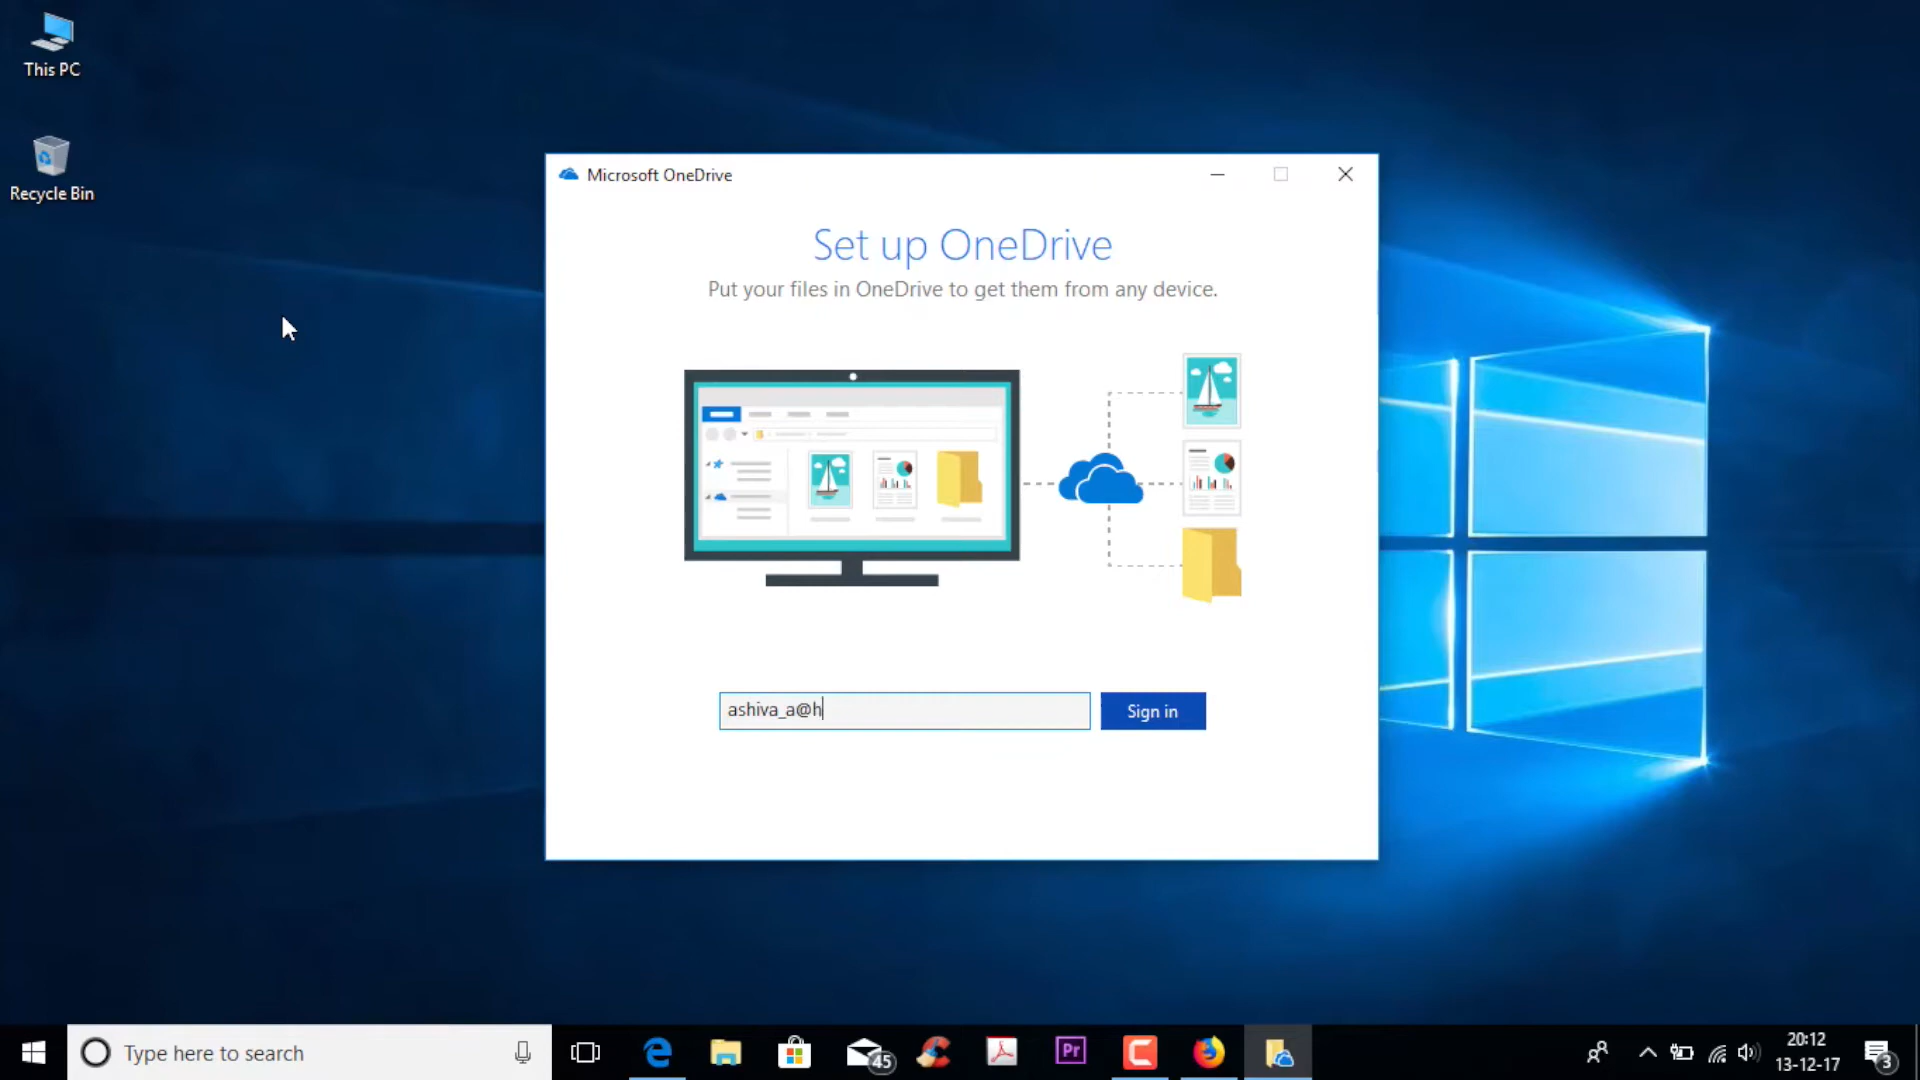 This PC
Recycle Bin
Microsoft OneDrive
Set up OneDrive
Put your files in OneDrive to get them from any device.
ashiva_a@h
Sign in
Type here to search
45
Pr
20:12
13-12-17
3